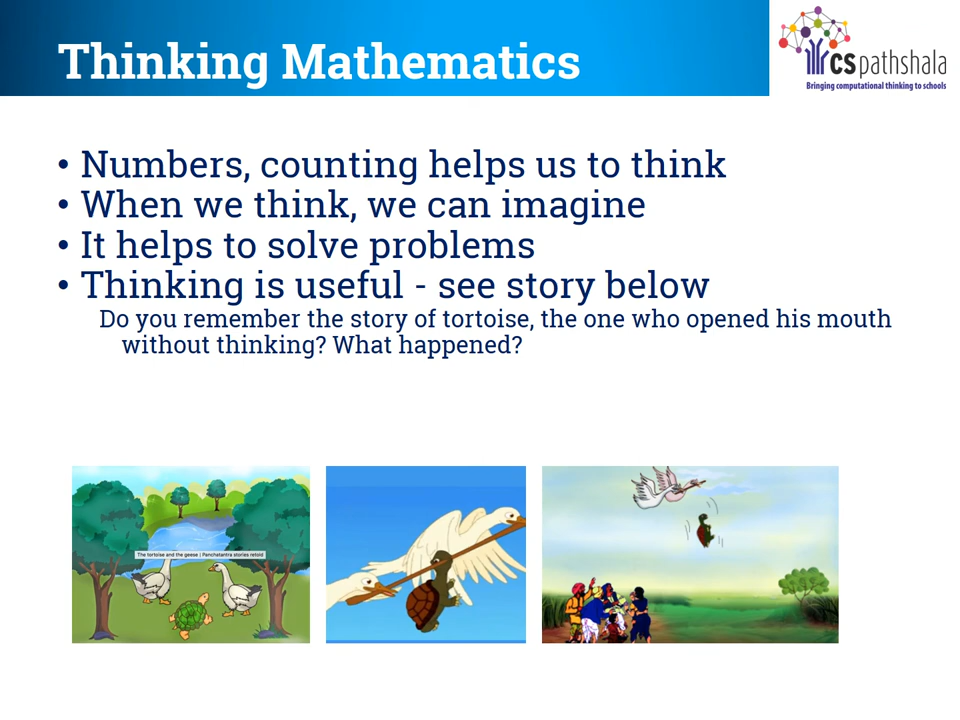 Thinking Mathematics
CSpathshala
Bringing computational thinking to schools
• Numbers, counting helps us to think
• When we think, we can imagine
• It helps to solve problems
• Thinking is useful - see story below
Do you remember the story of tortoise, the one who opened his mouth
without thinking? What happened?
The tortoise and the geese | Panchatantra stories retold